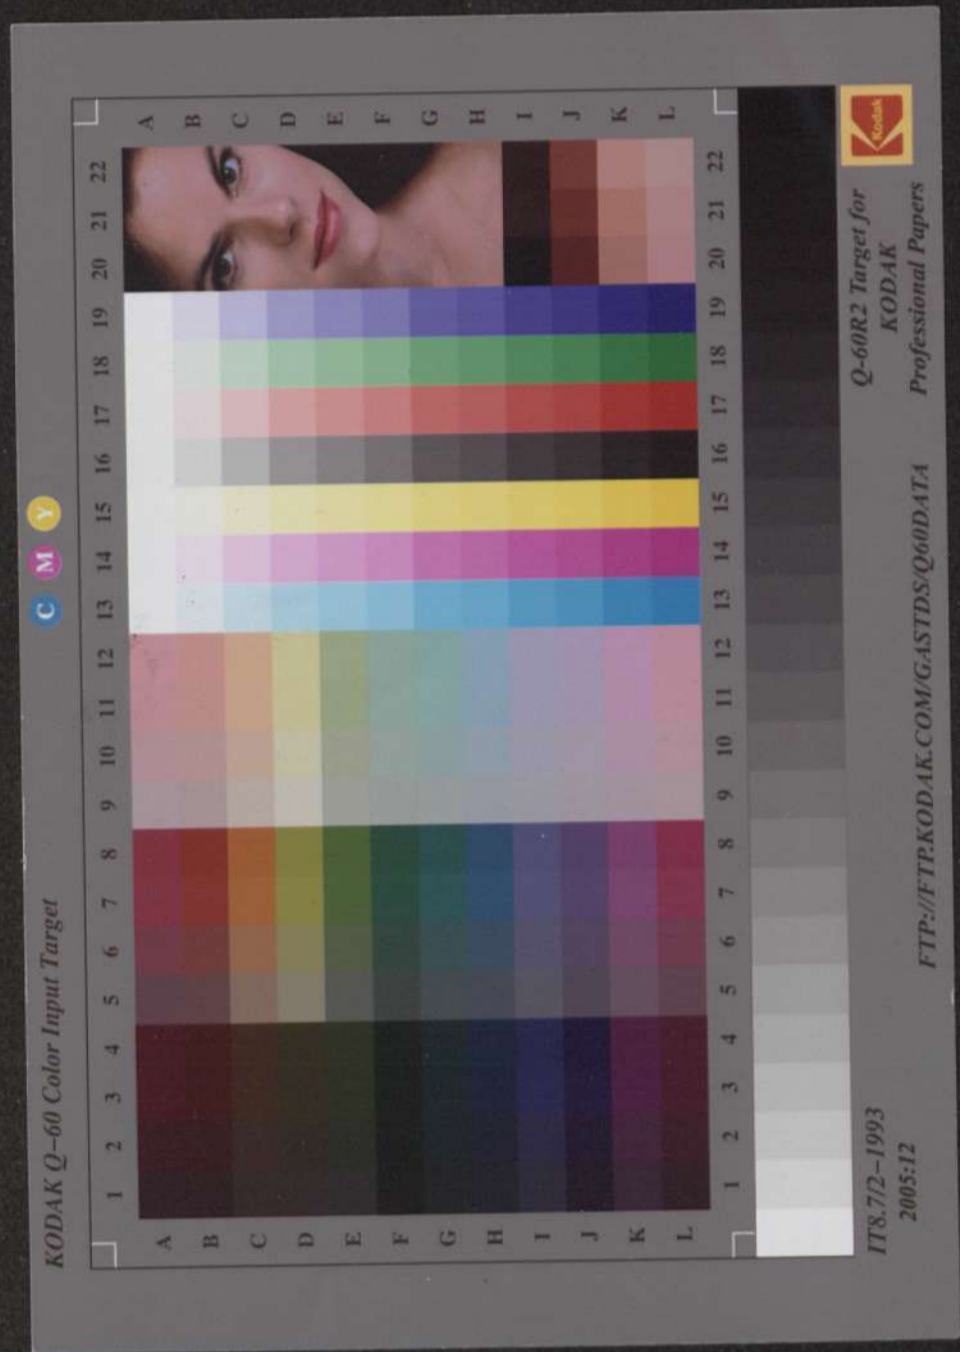 KODAK Q-60 Color Input Target
C M Y
1 2 3 4 5 6 7 8 9 10 11 12 13 14 15 16 17 18 19 20 21 22
A A
B B
C C
D D
E E
F F
G G
H H
I I
J J
K K
L L
1 2 3 4 5 6 7 8 9 10 11 12 13 14 15 16 17 18 19 20 21 22
Kodak
IT8.7/2-1993
2005:12
Q-60R2 Target for
KODAK
Professional Papers
FTP://FTP.KODAK.COM/GASTDS/Q60DATA